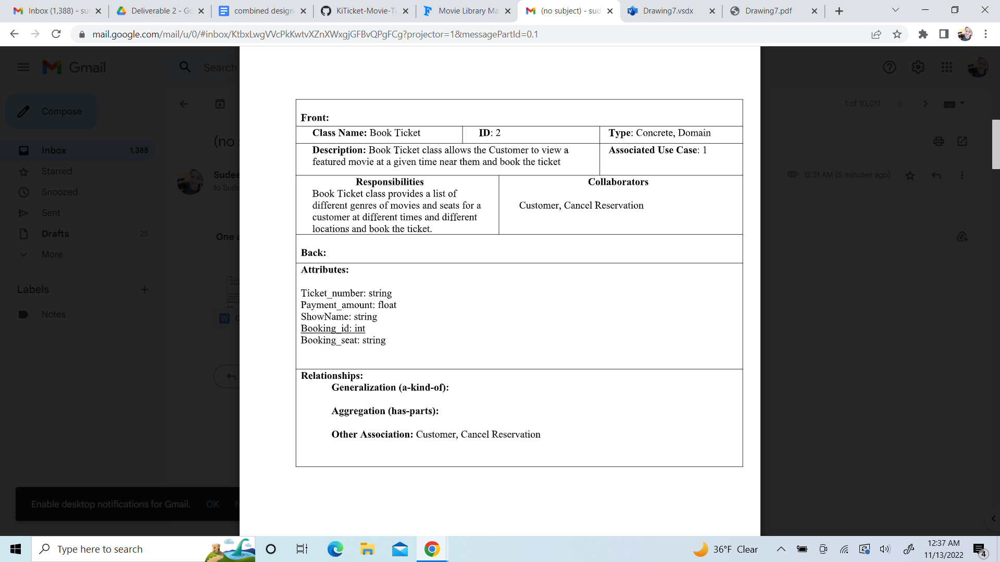 Inbox (1,388) - su
Deliverable 2 - Go
combined design
KiTicket-Movie-Ti
Movie Library Ma
(no subject) - sud
Drawing7.vsdx
Drawing7.pdf
mail.google.com/mail/u/0/#inbox/KtbxLwgVVcPkKwtvXZnXWxgjGFBvQPgFCg?projector=1&messagePartId=0.1
Gmail
Search
Compose
1 of 10,011
Inbox 1,388
Starred
Snoozed
Sent
Drafts 25
More
Labels
Notes
(no s
Sudee
to Sude
12:31 AM (5 minutes ago)
One a
W
Front:
Class Name: Book Ticket
ID: 2
Type: Concrete, Domain
Description: Book Ticket class allows the Customer to view a
featured movie at a given time near them and book the ticket
Associated Use Case: 1
Responsibilities
Book Ticket class provides a list of
different genres of movies and seats for a
customer at different times and different
locations and book the ticket.
Collaborators
Customer, Cancel Reservation
Back:
Attributes:
Ticket_number: string
Payment_amount: float
ShowName: string
Booking_id: int
Booking_seat: string
Relationships:
Generalization (a-kind-of):
Aggregation (has-parts):
Other Association: Customer, Cancel Reservation
Enable desktop notifications for Gmail. OK N
Type here to search
36°F Clear
12:37 AM
11/13/2022
4